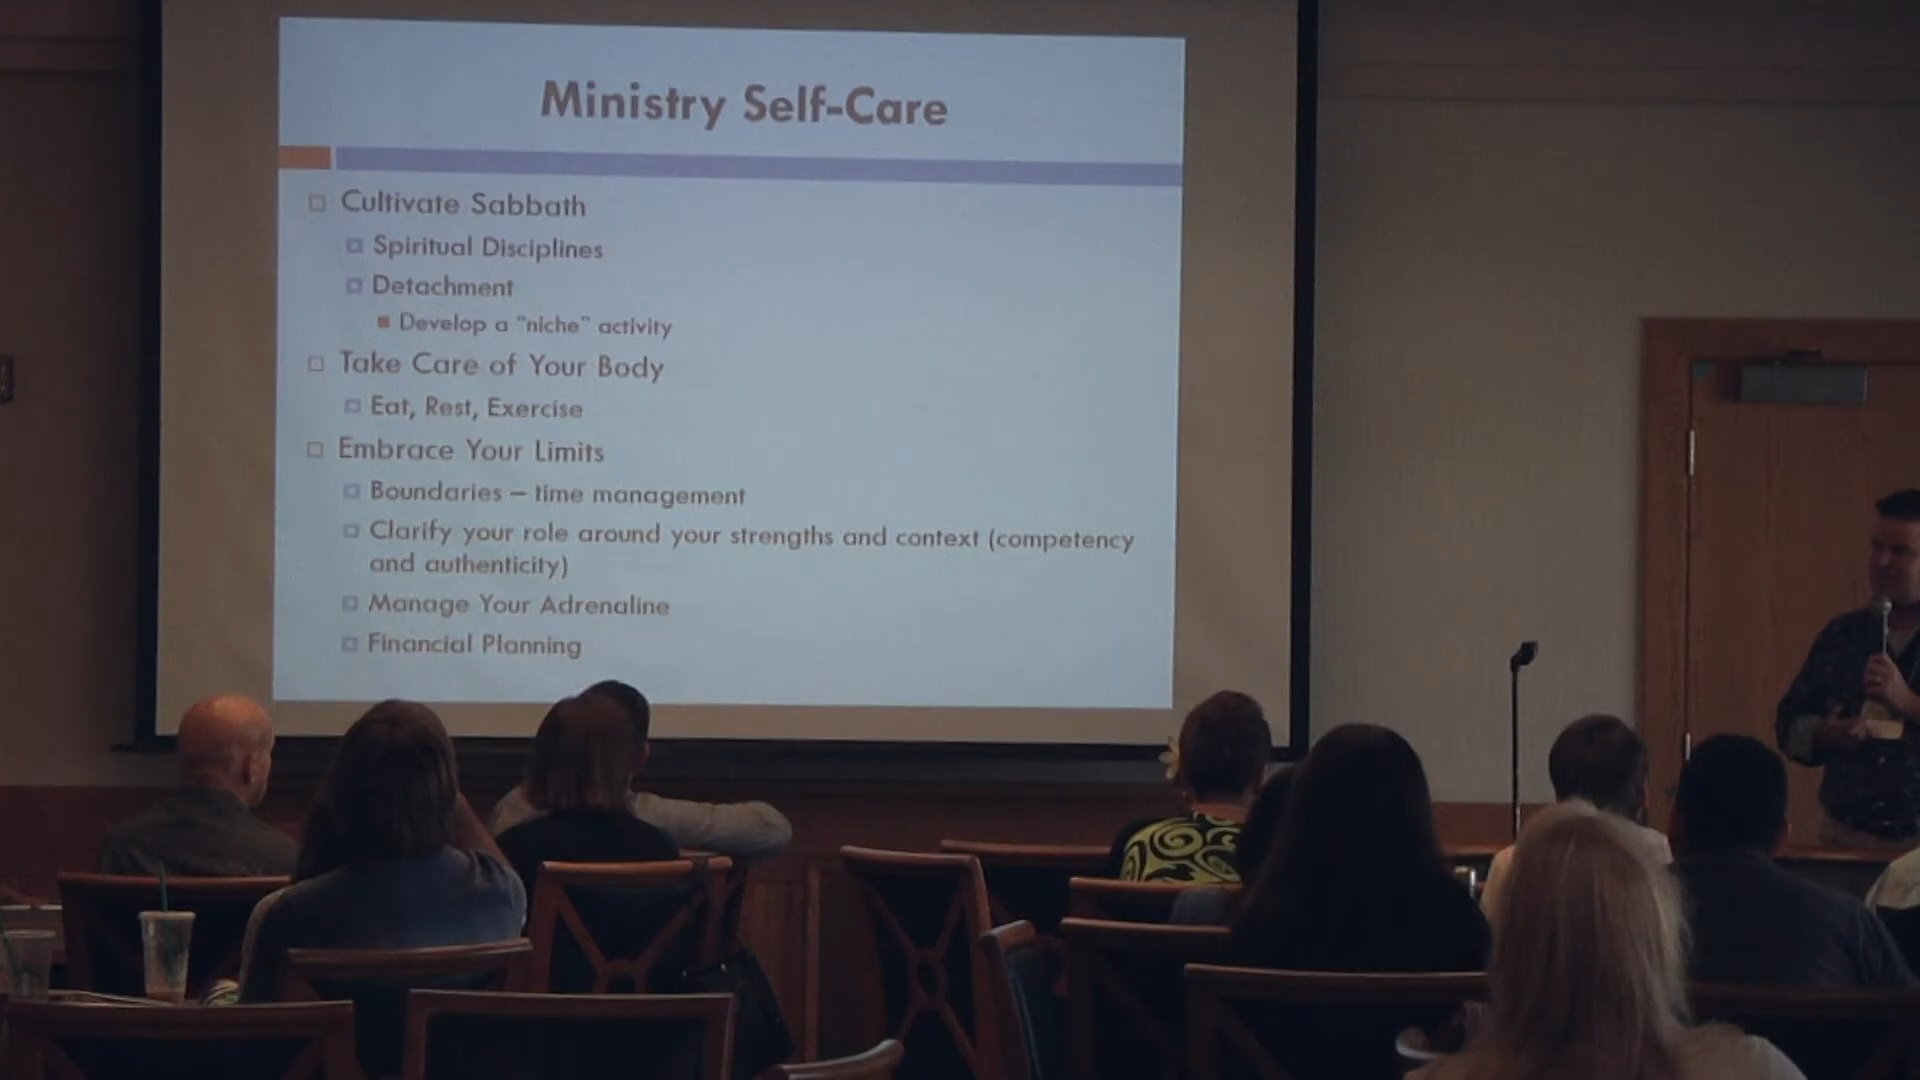 Ministry Self-Care
Cultivate Sabbath
Spiritual Disciplines
Detachment
Develop a "niche" activity
Take Care of Your Body
Eat, Rest, Exercise
Embrace Your Limits
Boundaries – time management
Clarify your role around your strengths and context (competency
and authenticity)
Manage Your Adrenaline
Financial Planning